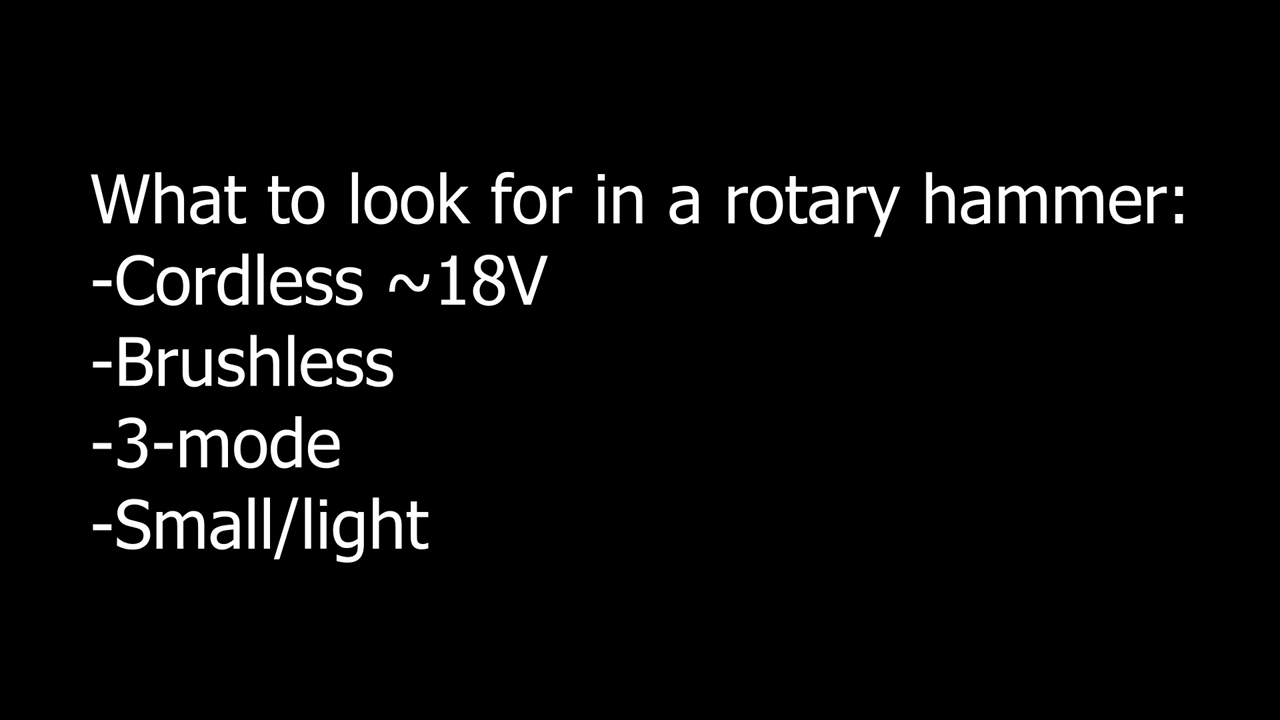 What to look for in a rotary hammer:
-Cordless ~18V
-Brushless
-3-mode
-Small/light